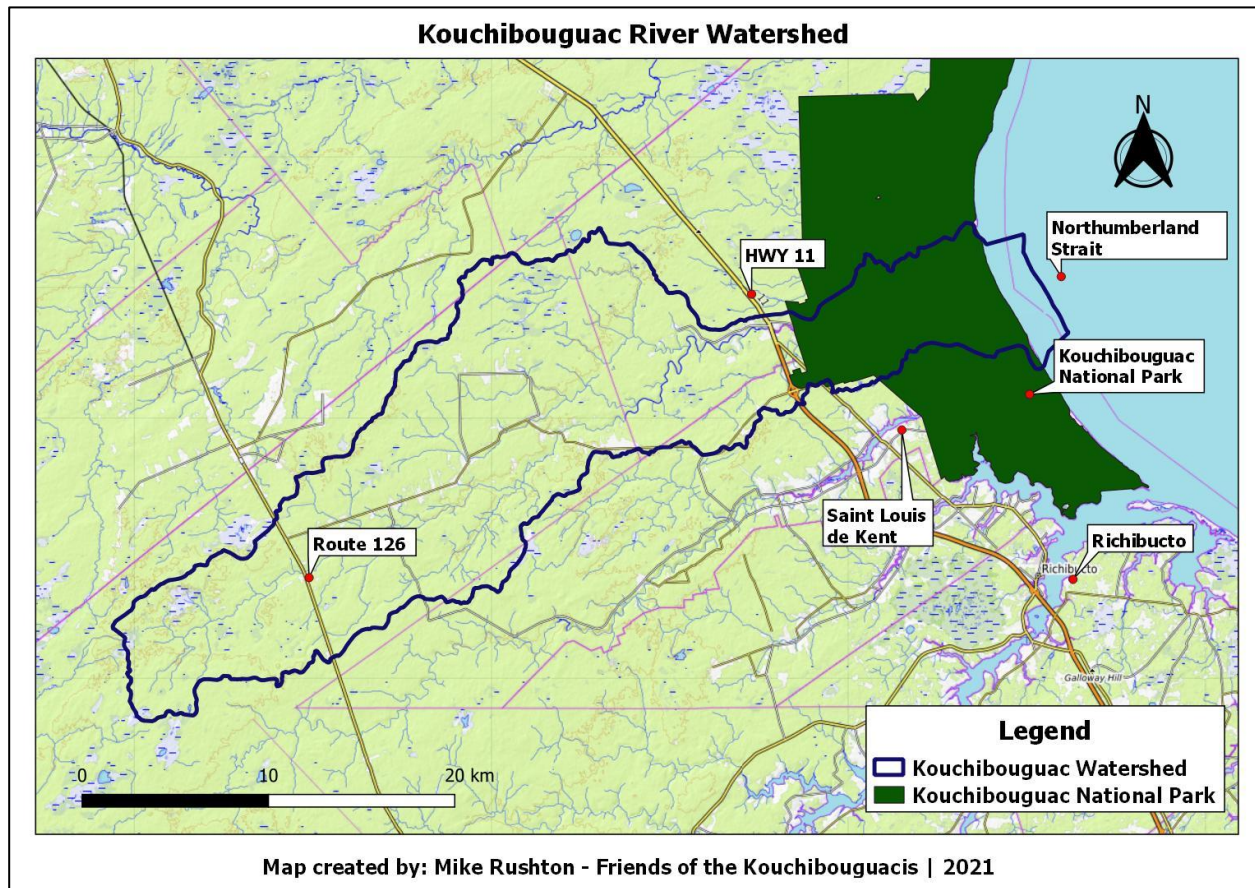 Kouchibouguac River Watershed
N
Northumberland
Strait
HWY 11
11
Kouchibouguac
National Park
Saint Louis
de Kent
Route 126
Richibucto
Richibucto
Galloway Hill
Legend
Kouchibouguac Watershed
Kouchibouguac National Park
0 10 20 km
Map created by: Mike Rushton - Friends of the Kouchibouguacis | 2021